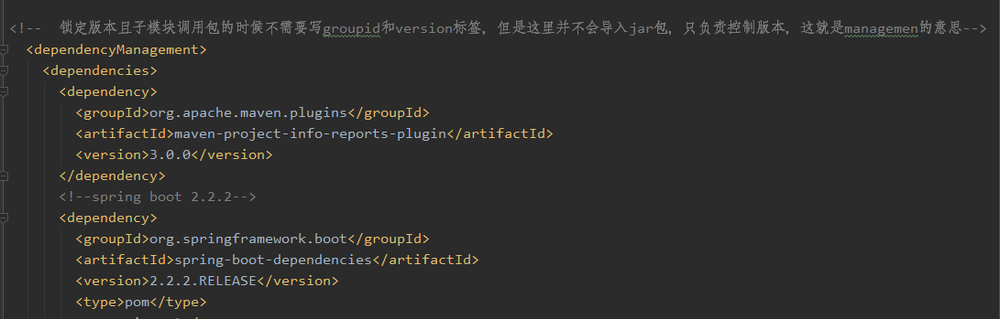 <!--  锁定版本且子模块调用包的时候不需要写groupid和version标签，但是这里并不会导入jar包，只负责控制版本，这就是managemen的意思-->
<dependencyManagement>
<dependencies>
<dependency>
<groupId>org.apache.maven.plugins</groupId>
<artifactId>maven-project-info-reports-plugin</artifactId>
<version>3.0.0</version>
</dependency>
<!--spring boot 2.2.2-->
<dependency>
<groupId>org.springframework.boot</groupId>
<artifactId>spring-boot-dependencies</artifactId>
<version>2.2.2.RELEASE</version>
<type>pom</type>